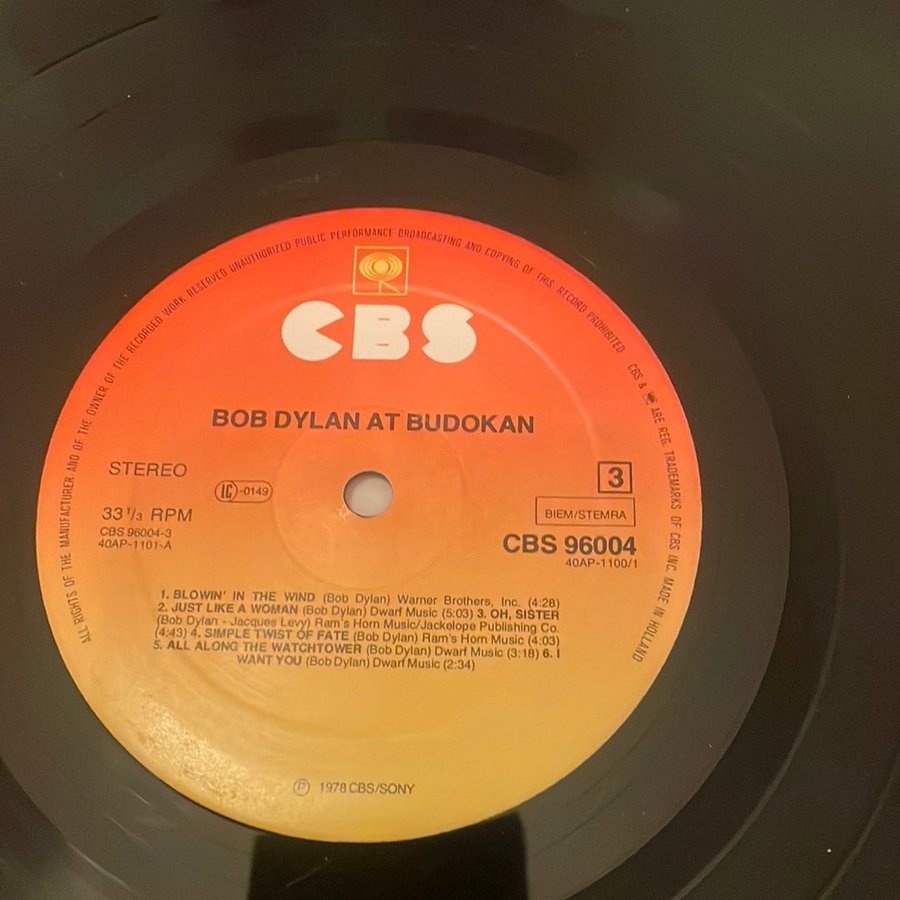 ALL RIGHTS OF THE MANUFACTURER AND OF THE OWNER OF THE RECORDED WORK RESERVED UNAUTHORIZED PUBLIC PERFORMANCE BROADCASTING AND COPYING OF THIS RECORD PROHIBITED
CBS & ARE REG. TRADEMARKS OF CBS INC. MADE IN HOLLAND
CBS
BOB DYLAN AT BUDOKAN
STEREO
IC -0149
3
33 1/3 RPM
BIEM/STEMRA
CBS 96004-3
CBS 96004
40AP-1101-A
40AP-1100/1
1. BLOWIN' IN THE WIND (Bob Dylan) Warner Brothers, Inc. (4:28)
2. JUST LIKE A WOMAN (Bob Dylan) Dwarf Music (5:03) 3. OH, SISTER
(Bob Dylan - Jacques Levy) Ram's Horn Music/Jackelope Publishing Co.
(4:43) 4. SIMPLE TWIST OF FATE (Bob Dylan) Ram's Horn Music (4:03)
5. ALL ALONG THE WATCHTOWER (Bob Dylan) Dwarf Music (3:18) 6. I
WANT YOU (Bob Dylan) Dwarf Music (2:34)
℗ 1978 CBS/SONY